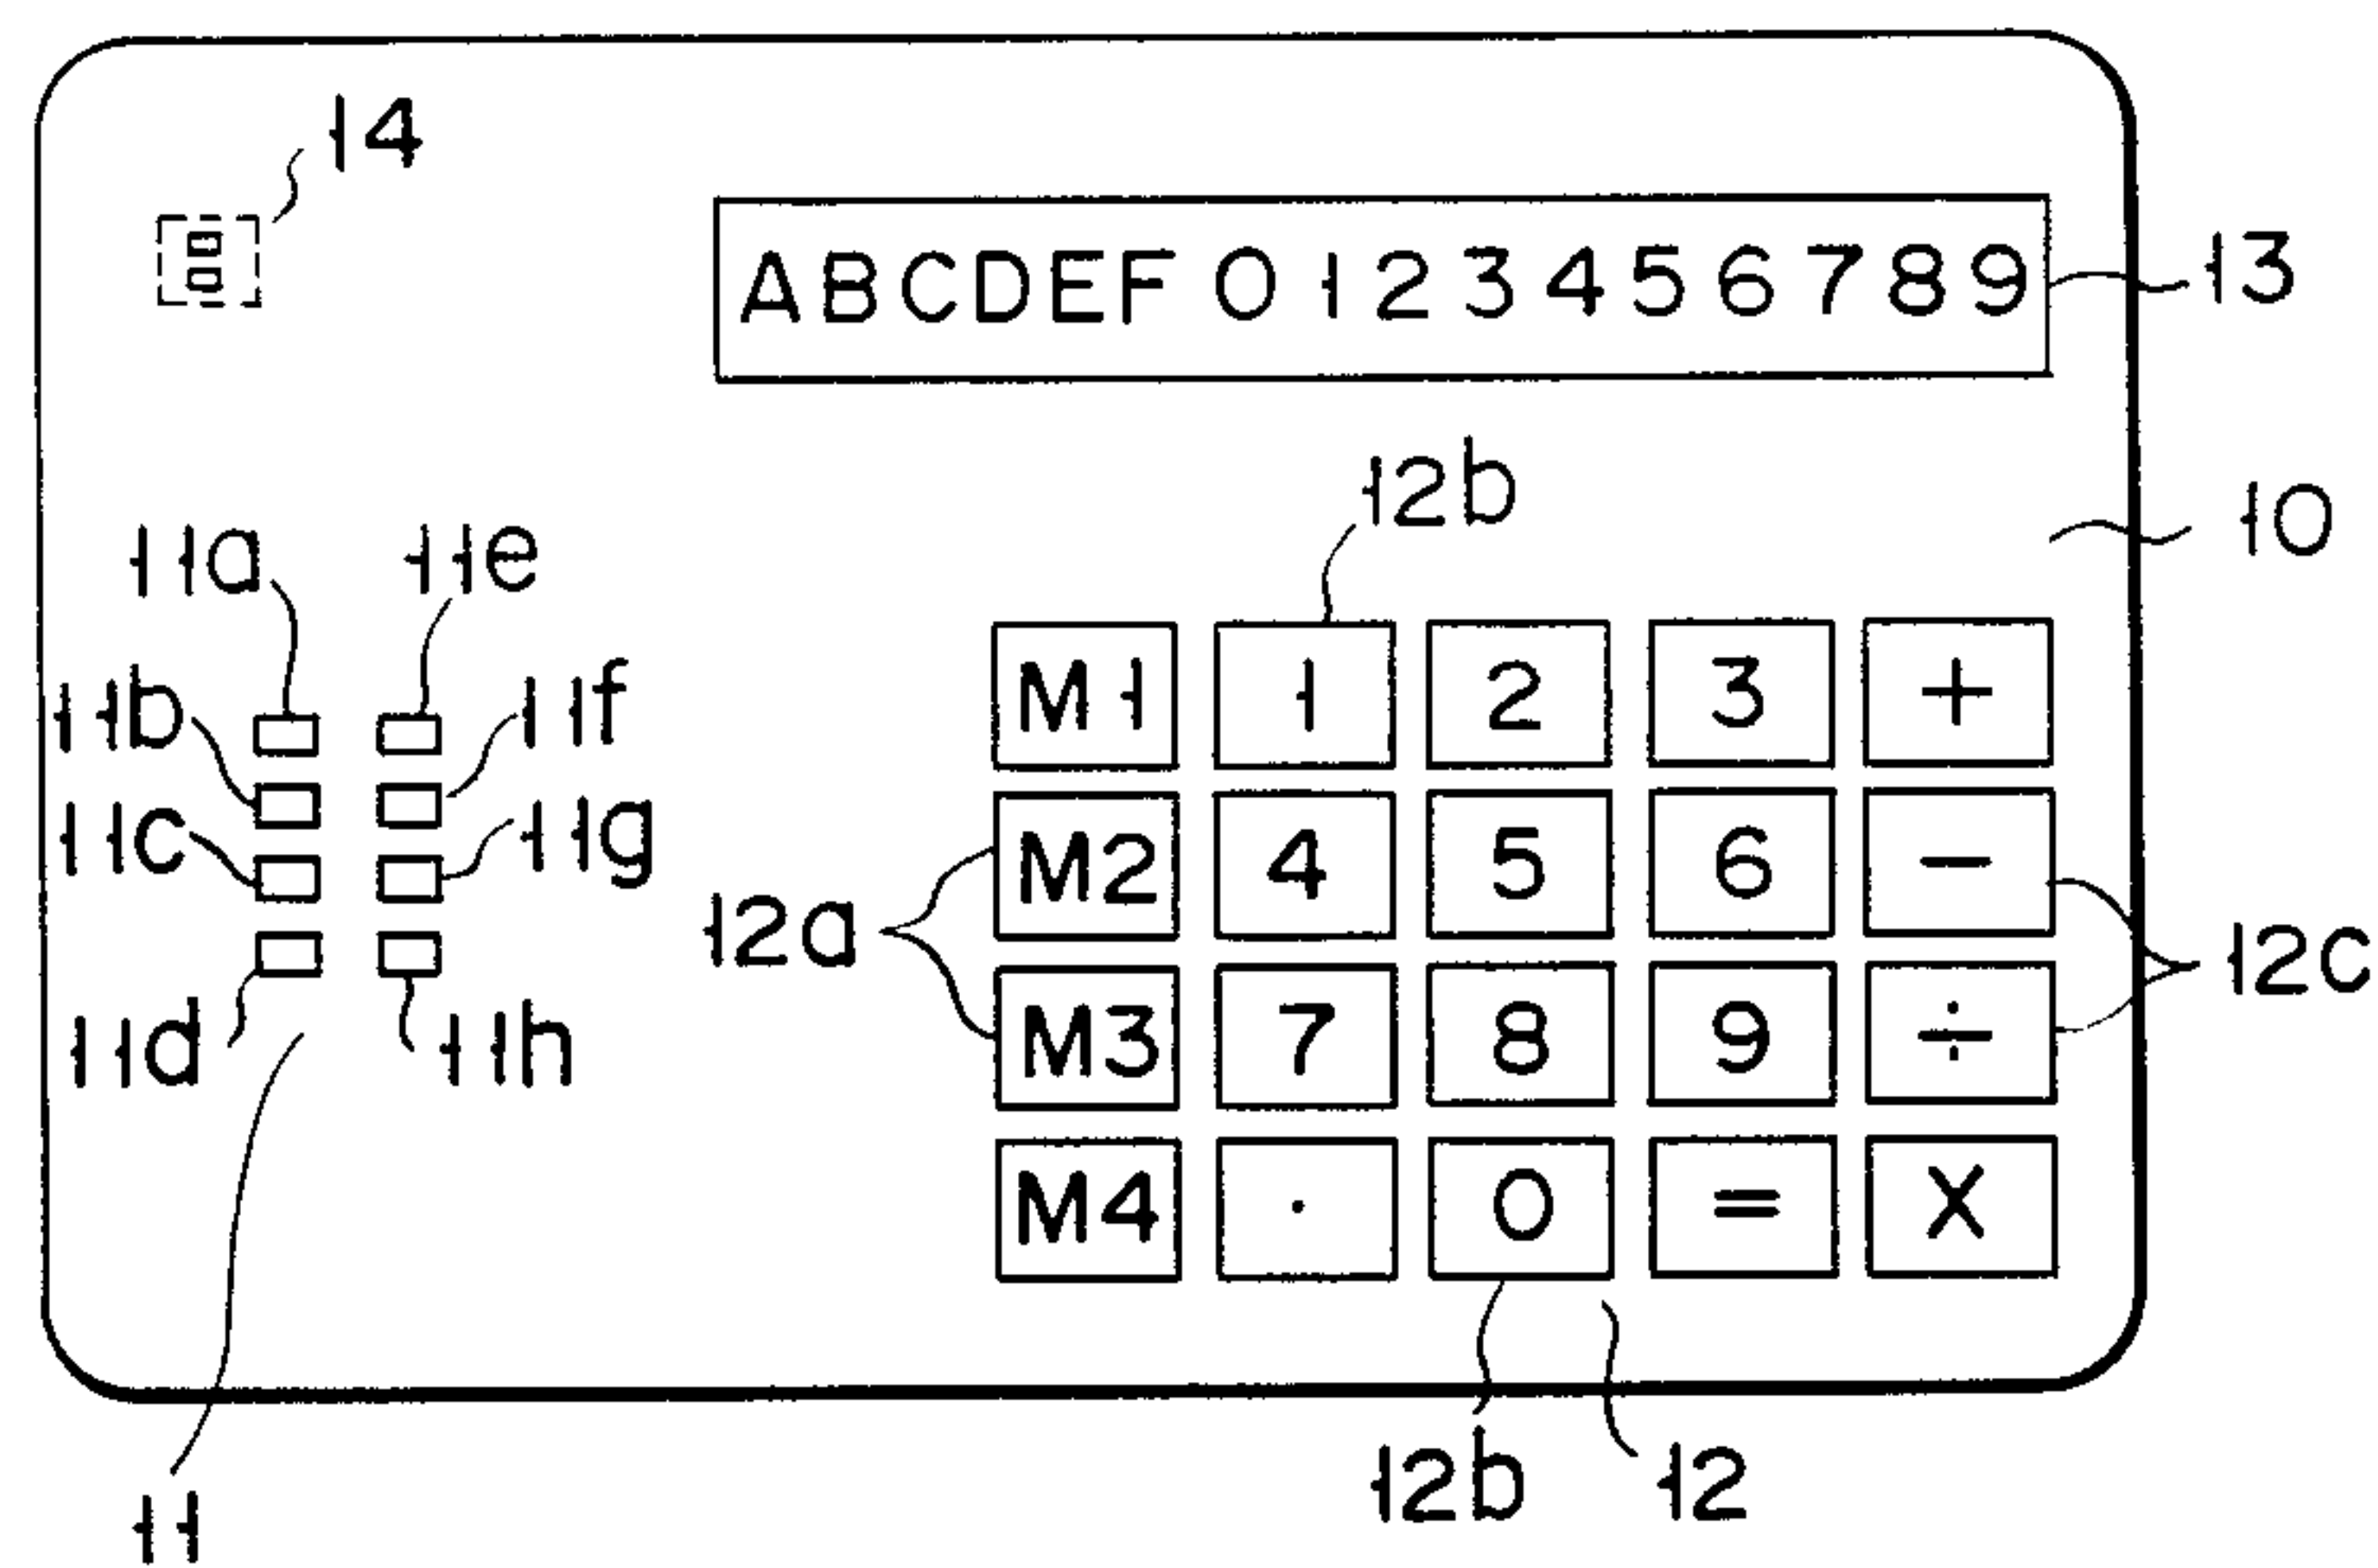 14
ABCDEF 0123456789
13
12b
10
11a 11e
11b 11f
11c 11g
11d 11h
M1 1 2 3 +
M2 4 5 6 −
12a
12c
M3 7 8 9 ÷
M4 · 0 = X
11
12b 12